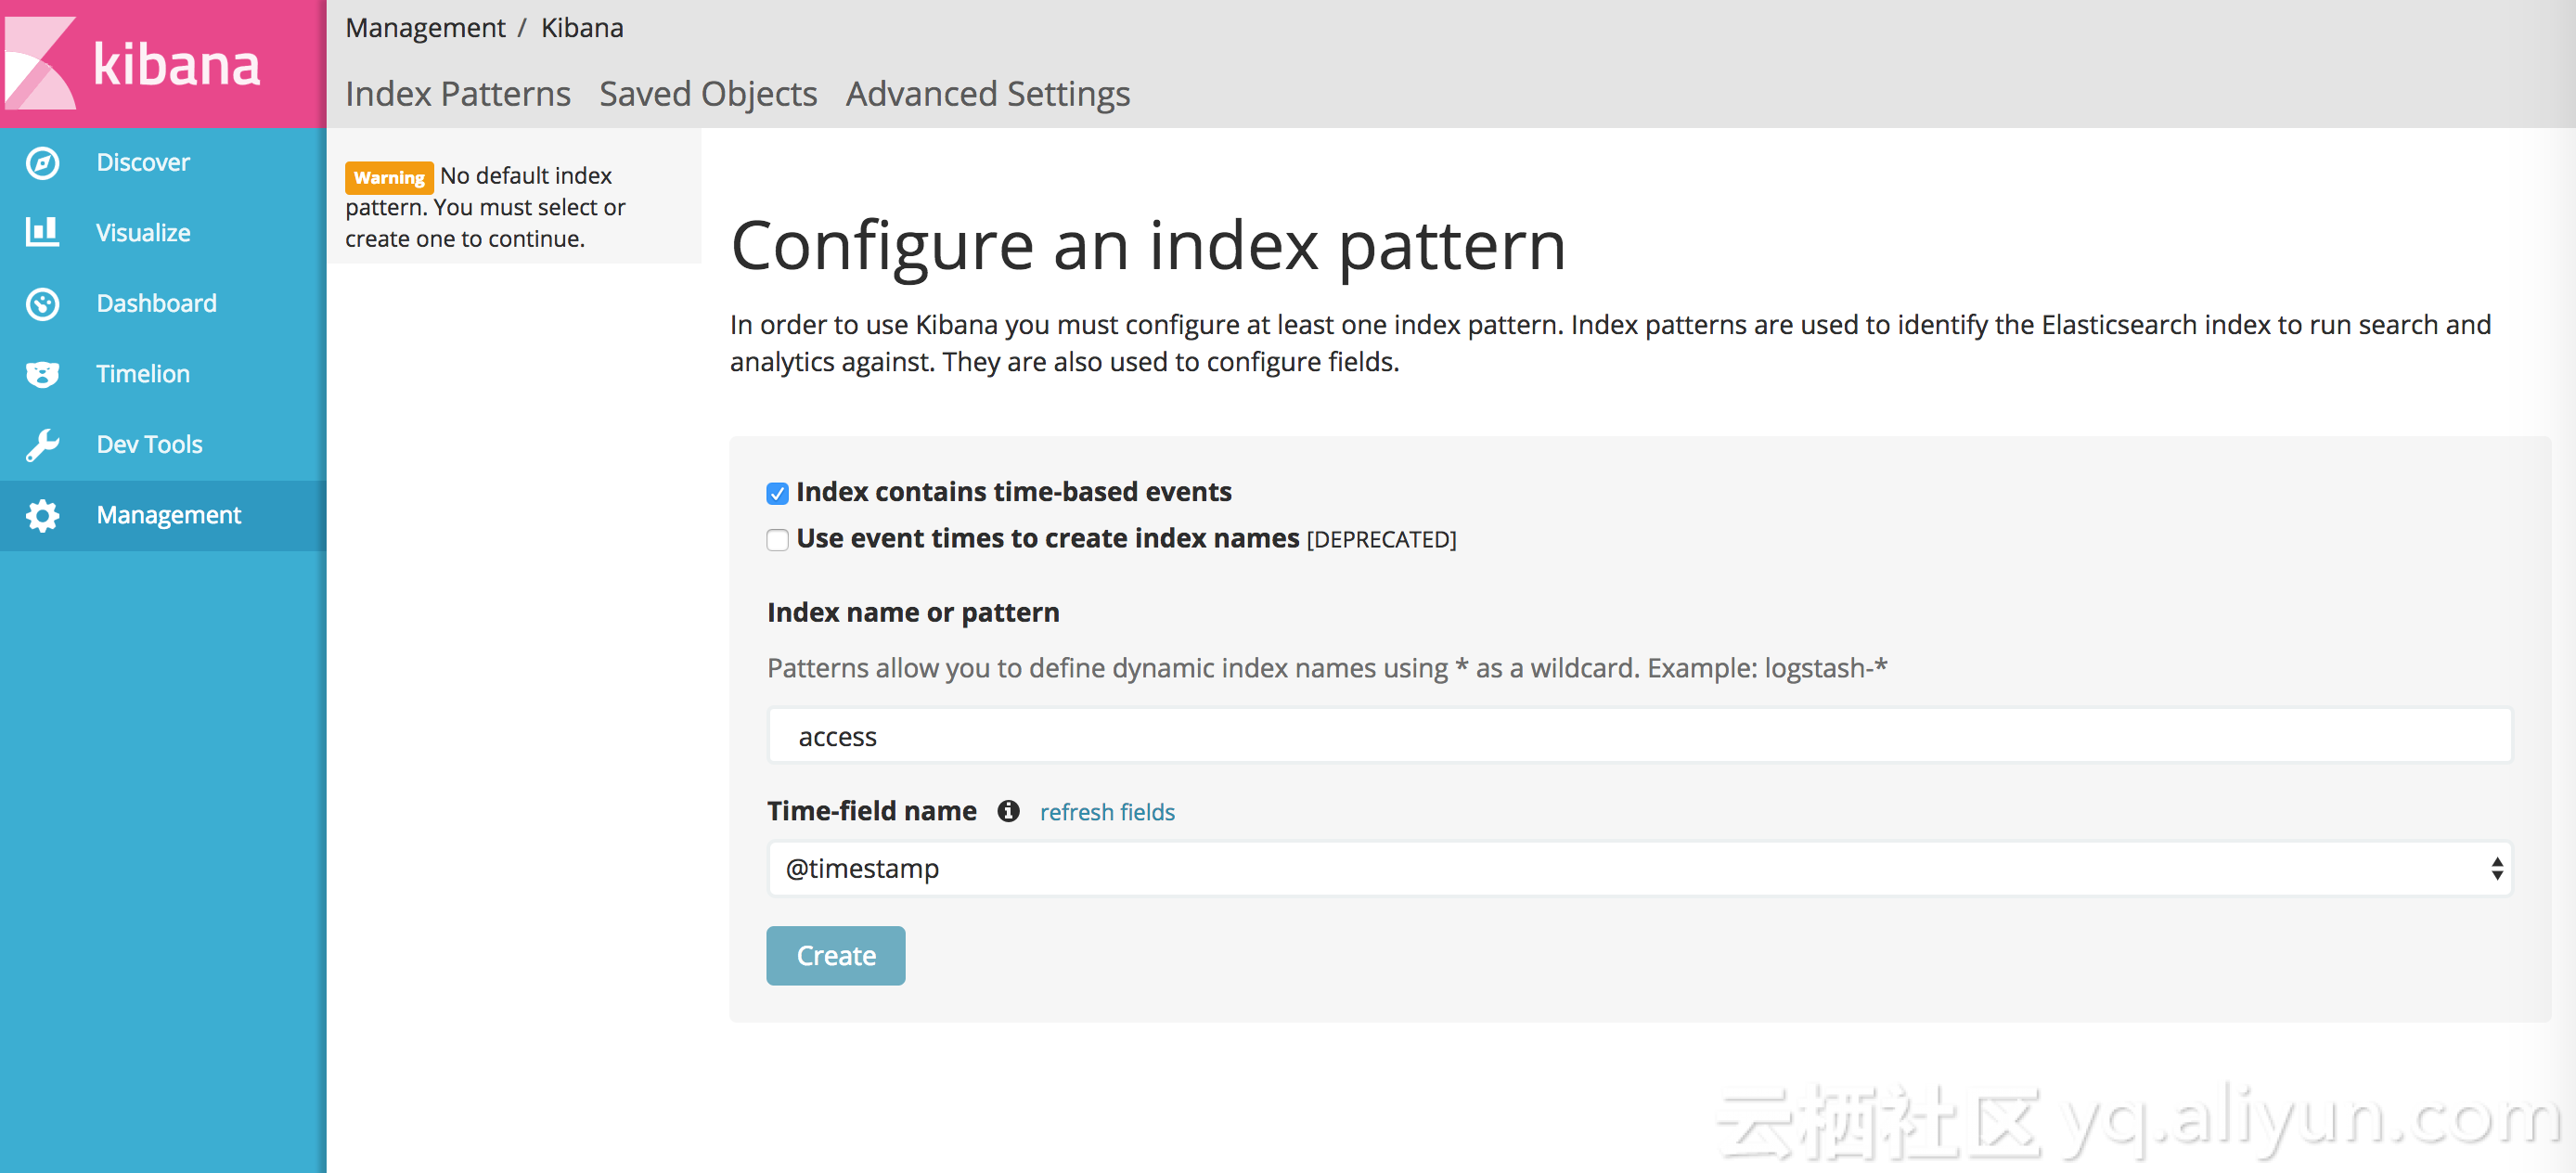 kibana
Management / Kibana
Index Patterns Saved Objects Advanced Settings
Discover
Visualize
Dashboard
Timelion
Dev Tools
Management
Warning No default index
pattern. You must select or
create one to continue.
Configure an index pattern
In order to use Kibana you must configure at least one index pattern. Index patterns are used to identify the Elasticsearch index to run search and
analytics against. They are also used to configure fields.
Index contains time-based events
Use event times to create index names [DEPRECATED]
Index name or pattern
Patterns allow you to define dynamic index names using * as a wildcard. Example: logstash-*
access
Time-field name refresh fields
@timestamp
Create
云栖社区 yq.aliyun.com